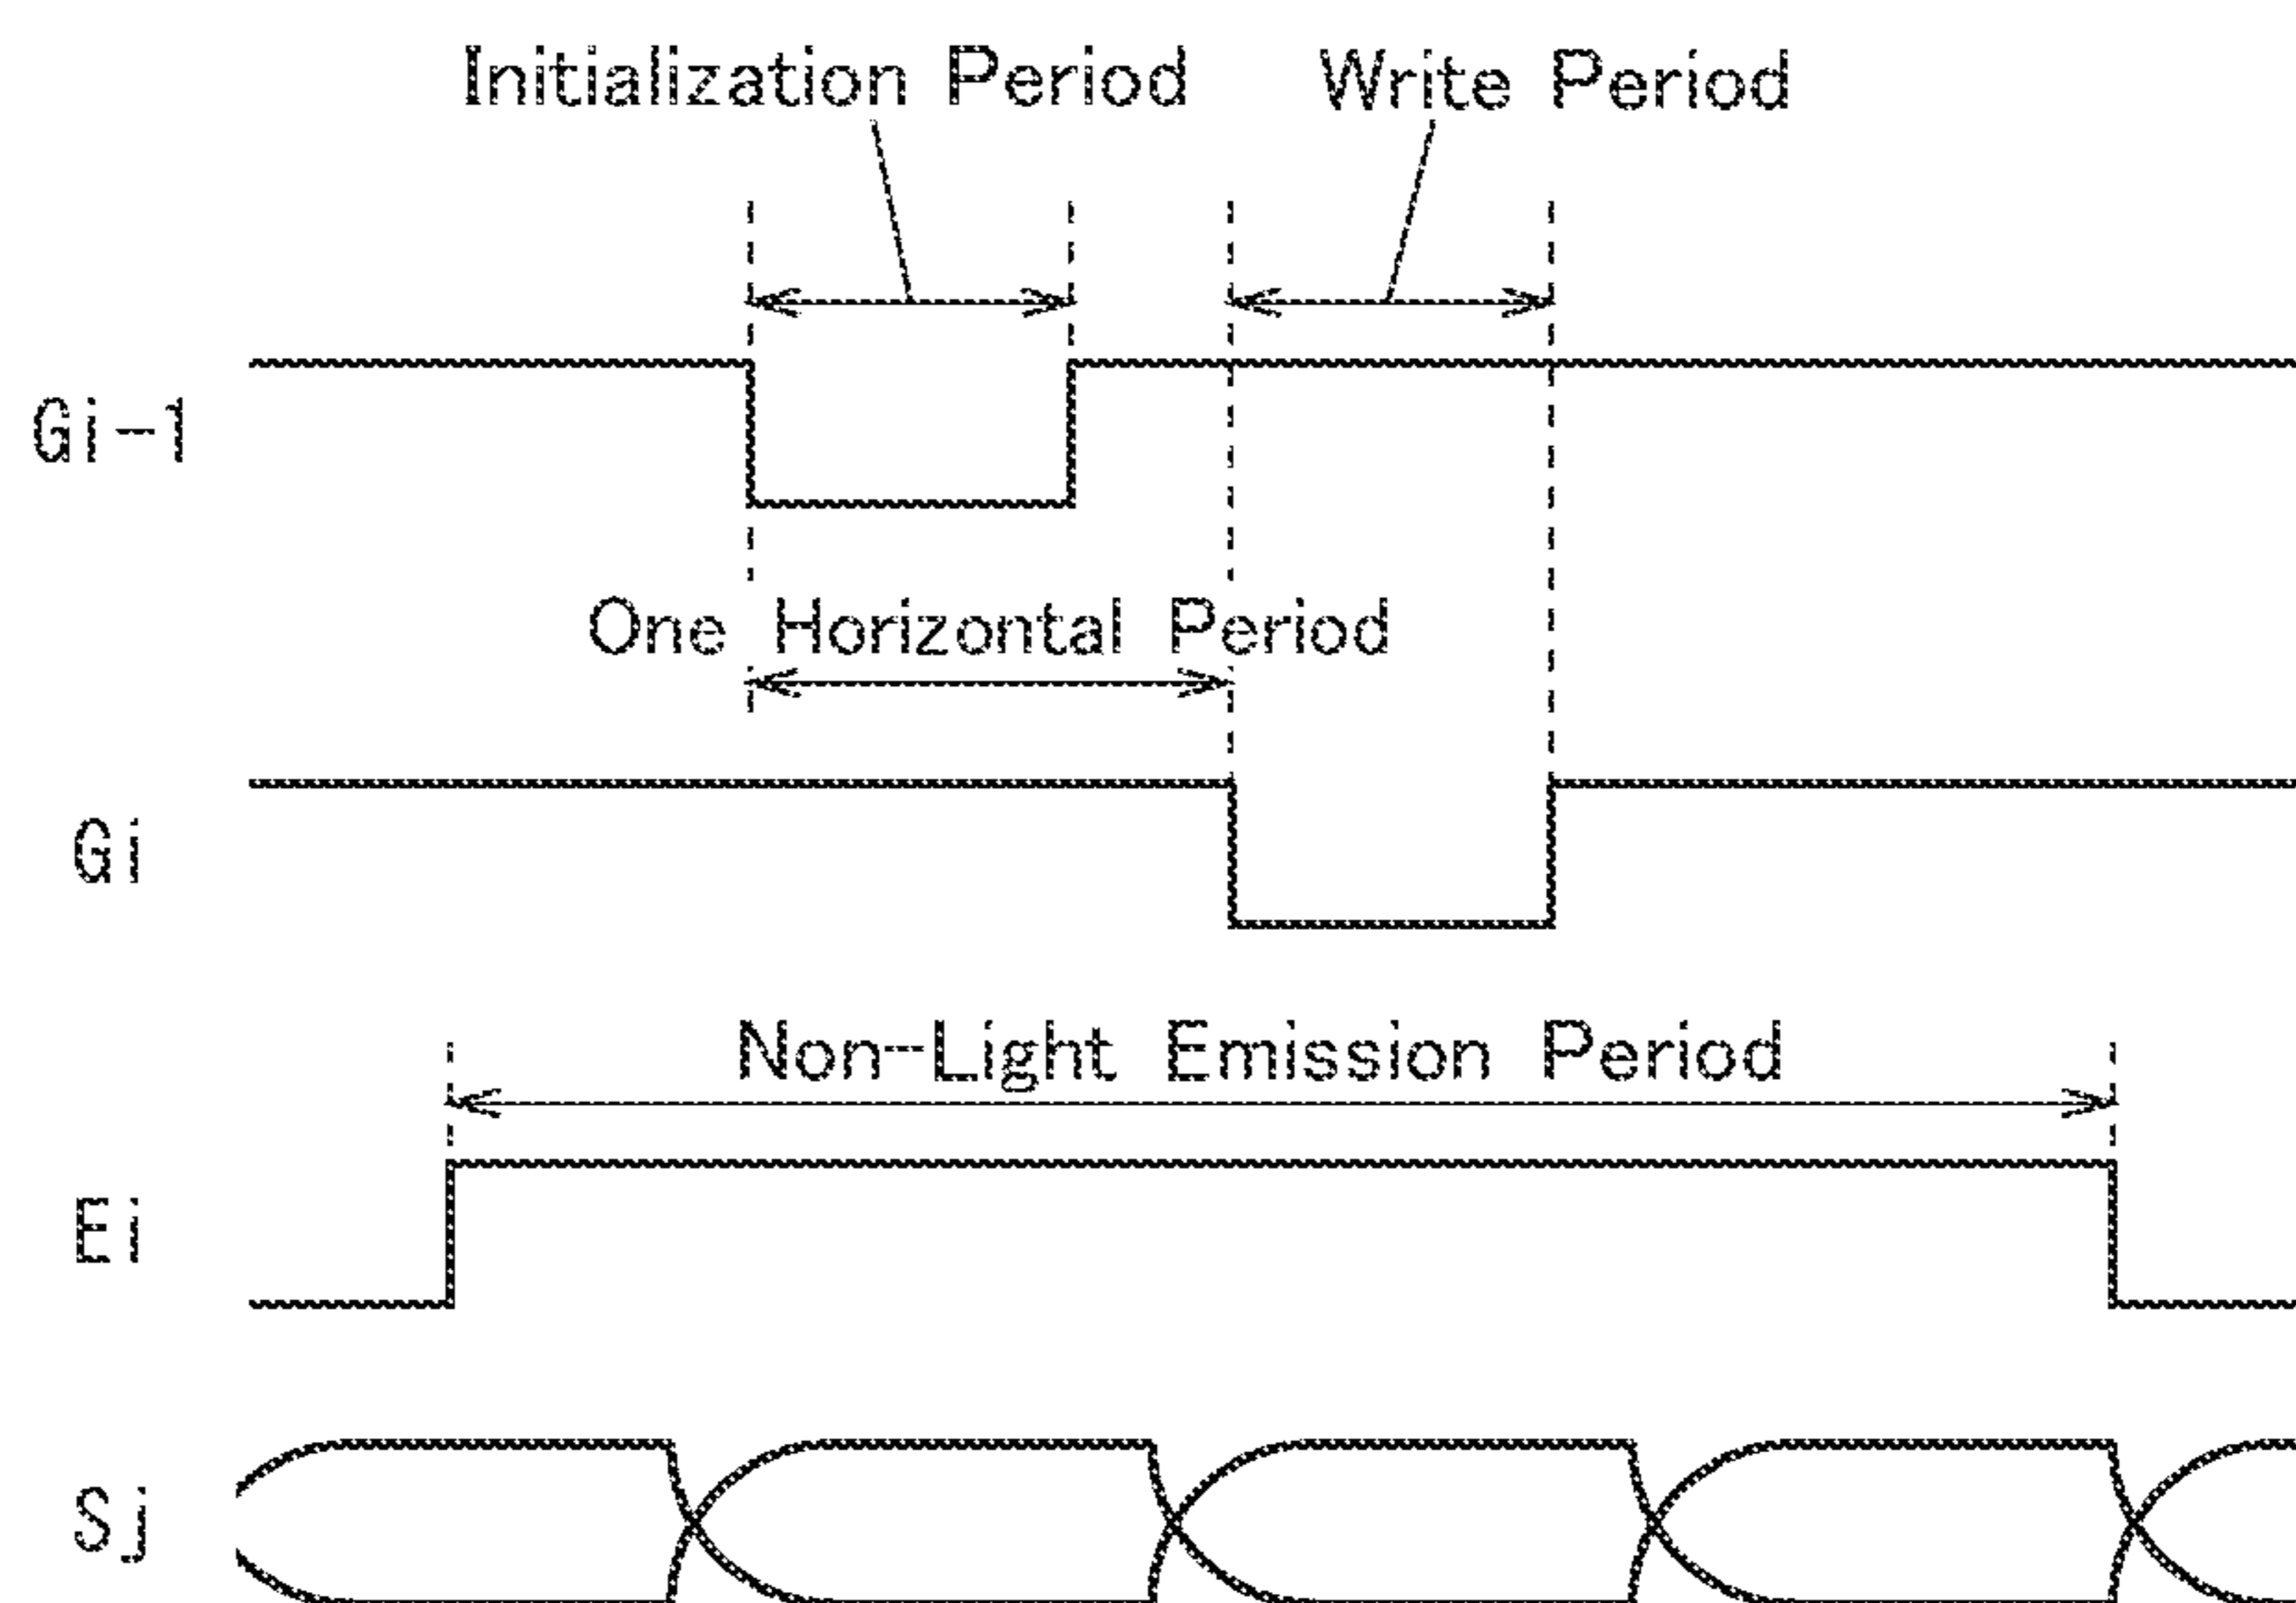 Initialization Period Write Period
Gi-1
One Horizontal Period
Gi
Non-Light Emission Period
Ei
Sj